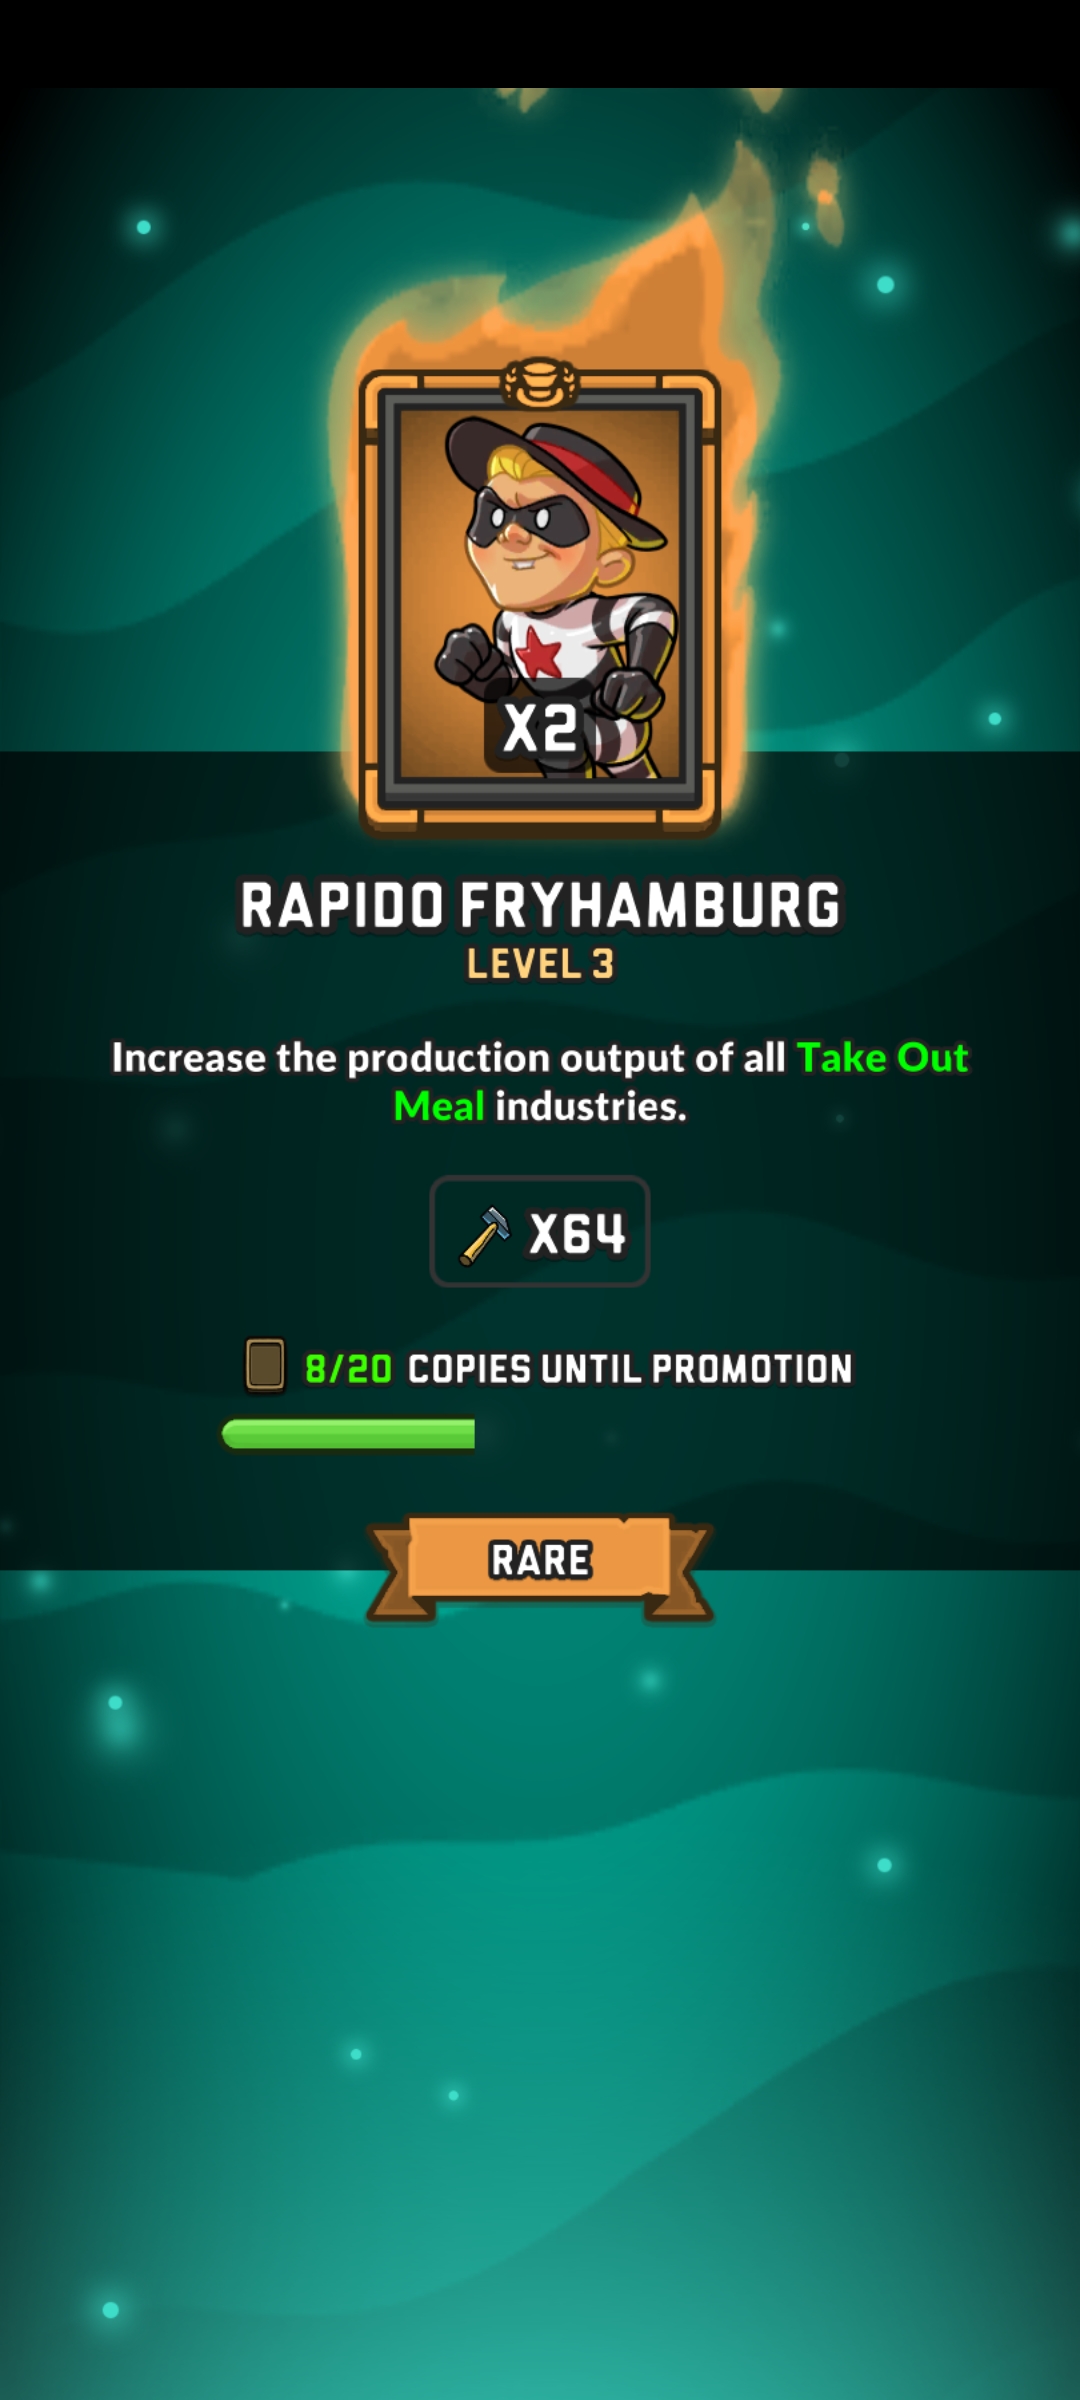 X2
RAPIDO FRYHAMBURG
LEVEL 3
Increase the production output of all Take Out
Meal industries.
X64
8/20 COPIES UNTIL PROMOTION
RARE